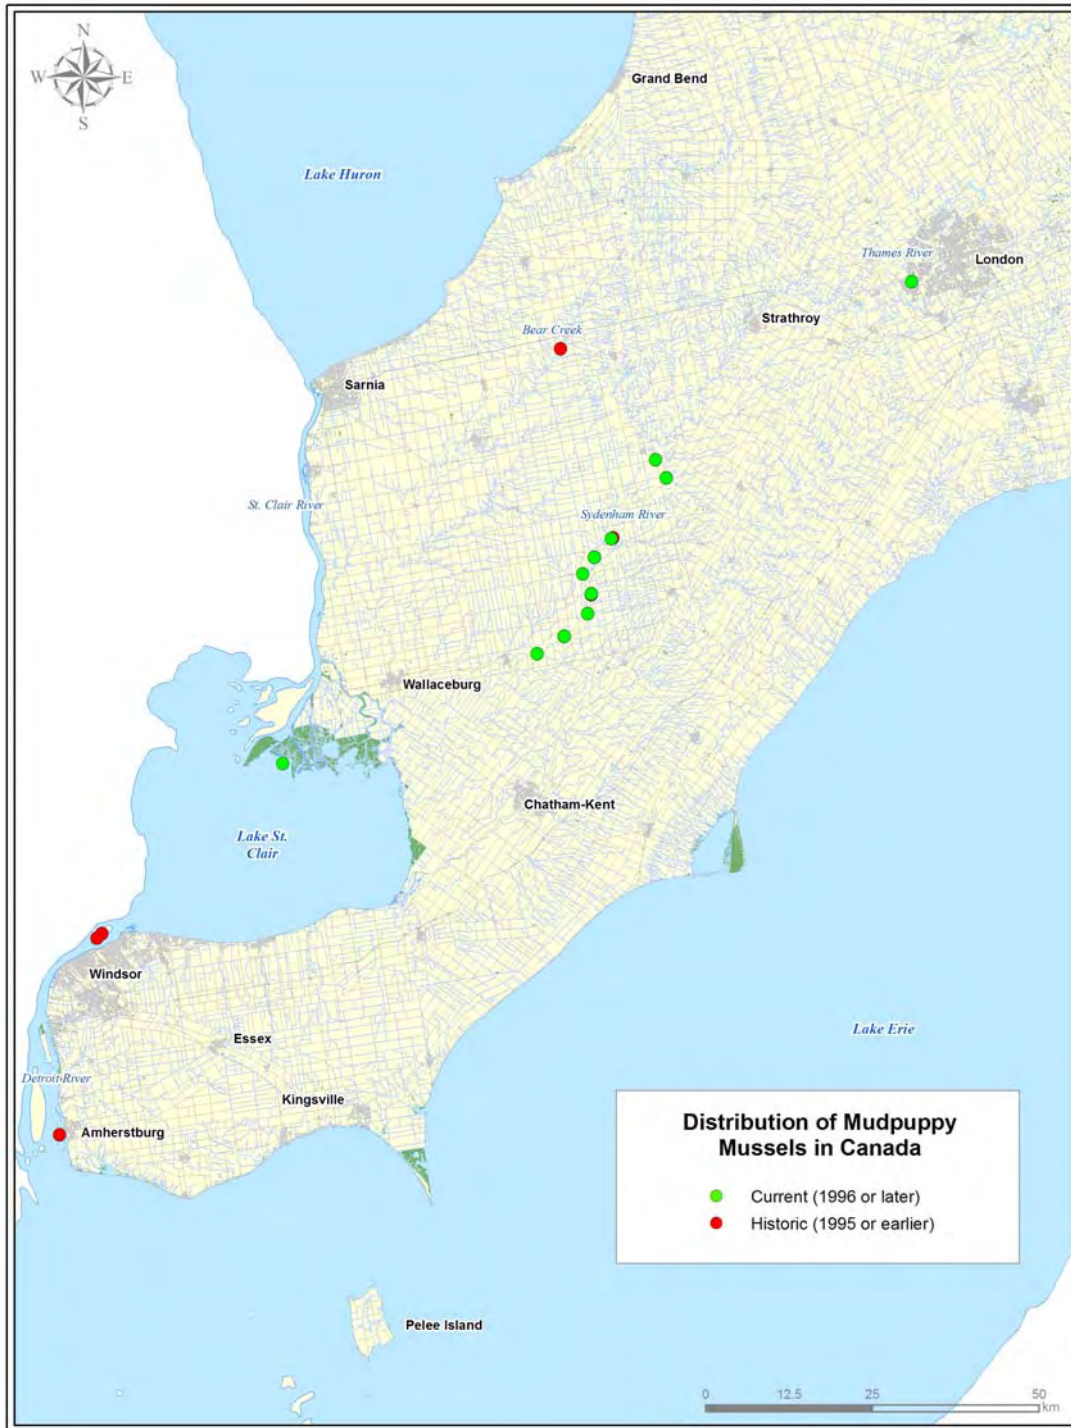 N
W E
S
Grand Bend
Lake Huron
Thames River
London
Strathroy
Bear Creek
Sarnia
St. Clair River
Sydenham River
Wallaceburg
Chatham-Kent
Lake St.
Clair
Windsor
Lake Erie
Essex
Detroit River
Kingsville
Amherstburg
Distribution of Mudpuppy
Mussels in Canada
Current (1996 or later)
Historic (1995 or earlier)
Pelee Island
0 12.5 25 50
km